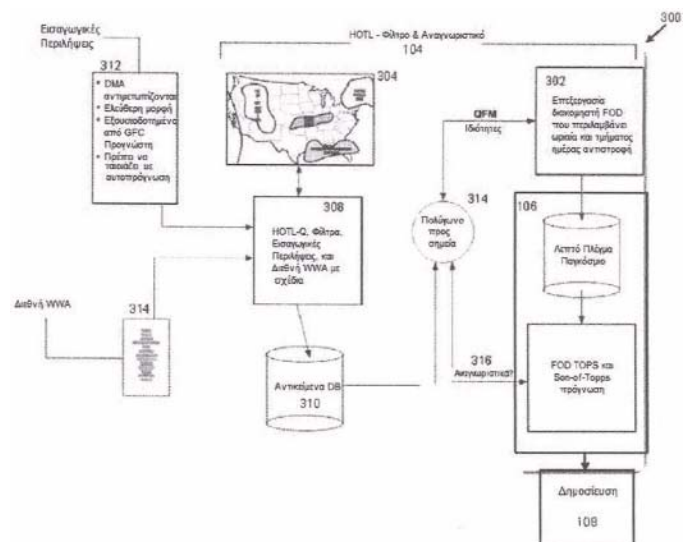 300
Εισαγωγικές
Περιλήψεις
HOTL - Φίλτρο & Αναγνωριστικό
104
312
• DMA
αντιμετωπίζονται
• Ελεύθερη μορφή
• Εξουσιοδοτημένα
από GFC
Προγνώστη
• Πρέπει να
ταιριάζει με
αυτοπρόγνωση
304
302
Επεξεργασία
διακομιστή FOD
που περιλαμβάνει
ωριαία και τμήματος
ημέρας αντιστροφή
QFM
Ιδιότητες
314
Πολύγωνο
προς
σημεία
308
HOTL-Q, Φίλτρα,
Εισαγωγικές
Περιλήψεις, και
Διεθνή WWA με
σχέδια
106
Λεπτό Πλέγμα
Παγκόσμιο
Διεθνή WWA
314
316
Αναγνωριστικά?
FOD TOPS και
Son-of-Topps
πρόγνωση
Αντικείμενα DB
310
Δημοσίευση
108